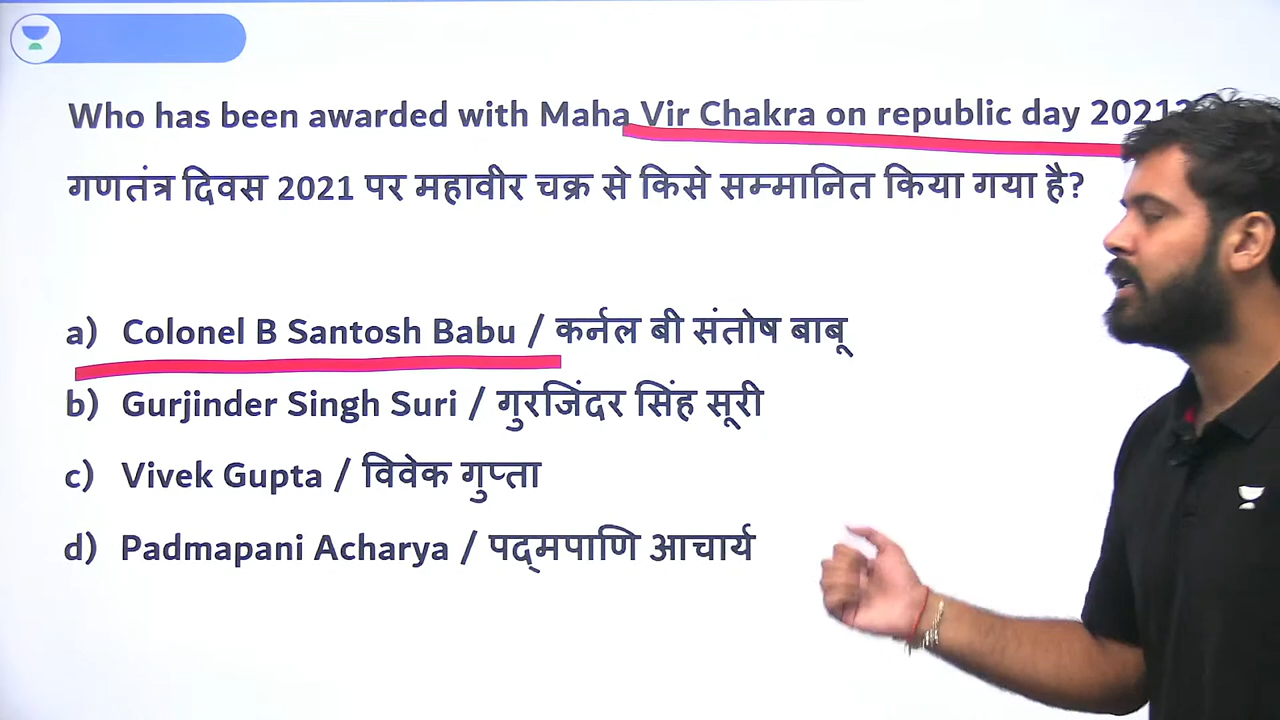 Who has been awarded with Maha Vir Chakra on republic day 2021?
गणतंत्र दिवस 2021 पर महावीर चक्र से किसे सम्मानित किया गया है?
a) Colonel B Santosh Babu / कर्नल बी संतोष बाबू
b) Gurjinder Singh Suri / गुरजिंदर सिंह सूरी
c) Vivek Gupta / विवेक गुप्ता
d) Padmapani Acharya / पद्मपाणि आचार्य